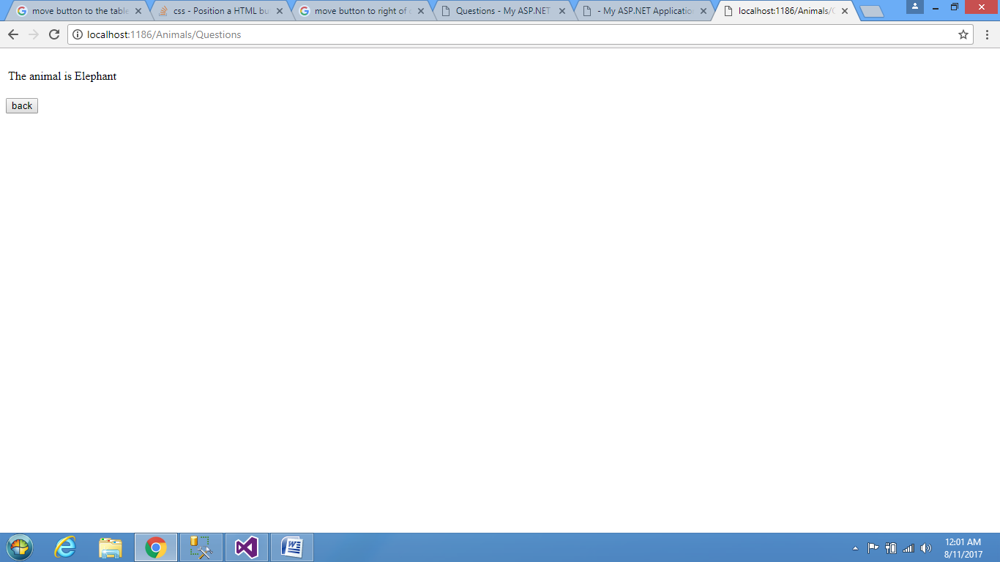 move button to the table
css - Position a HTML bu
move button to right of
Questions - My ASP.NET
- My ASP.NET Application
localhost:1186/Animals/
localhost:1186/Animals/Questions
The animal is Elephant
back
12:01 AM
8/11/2017